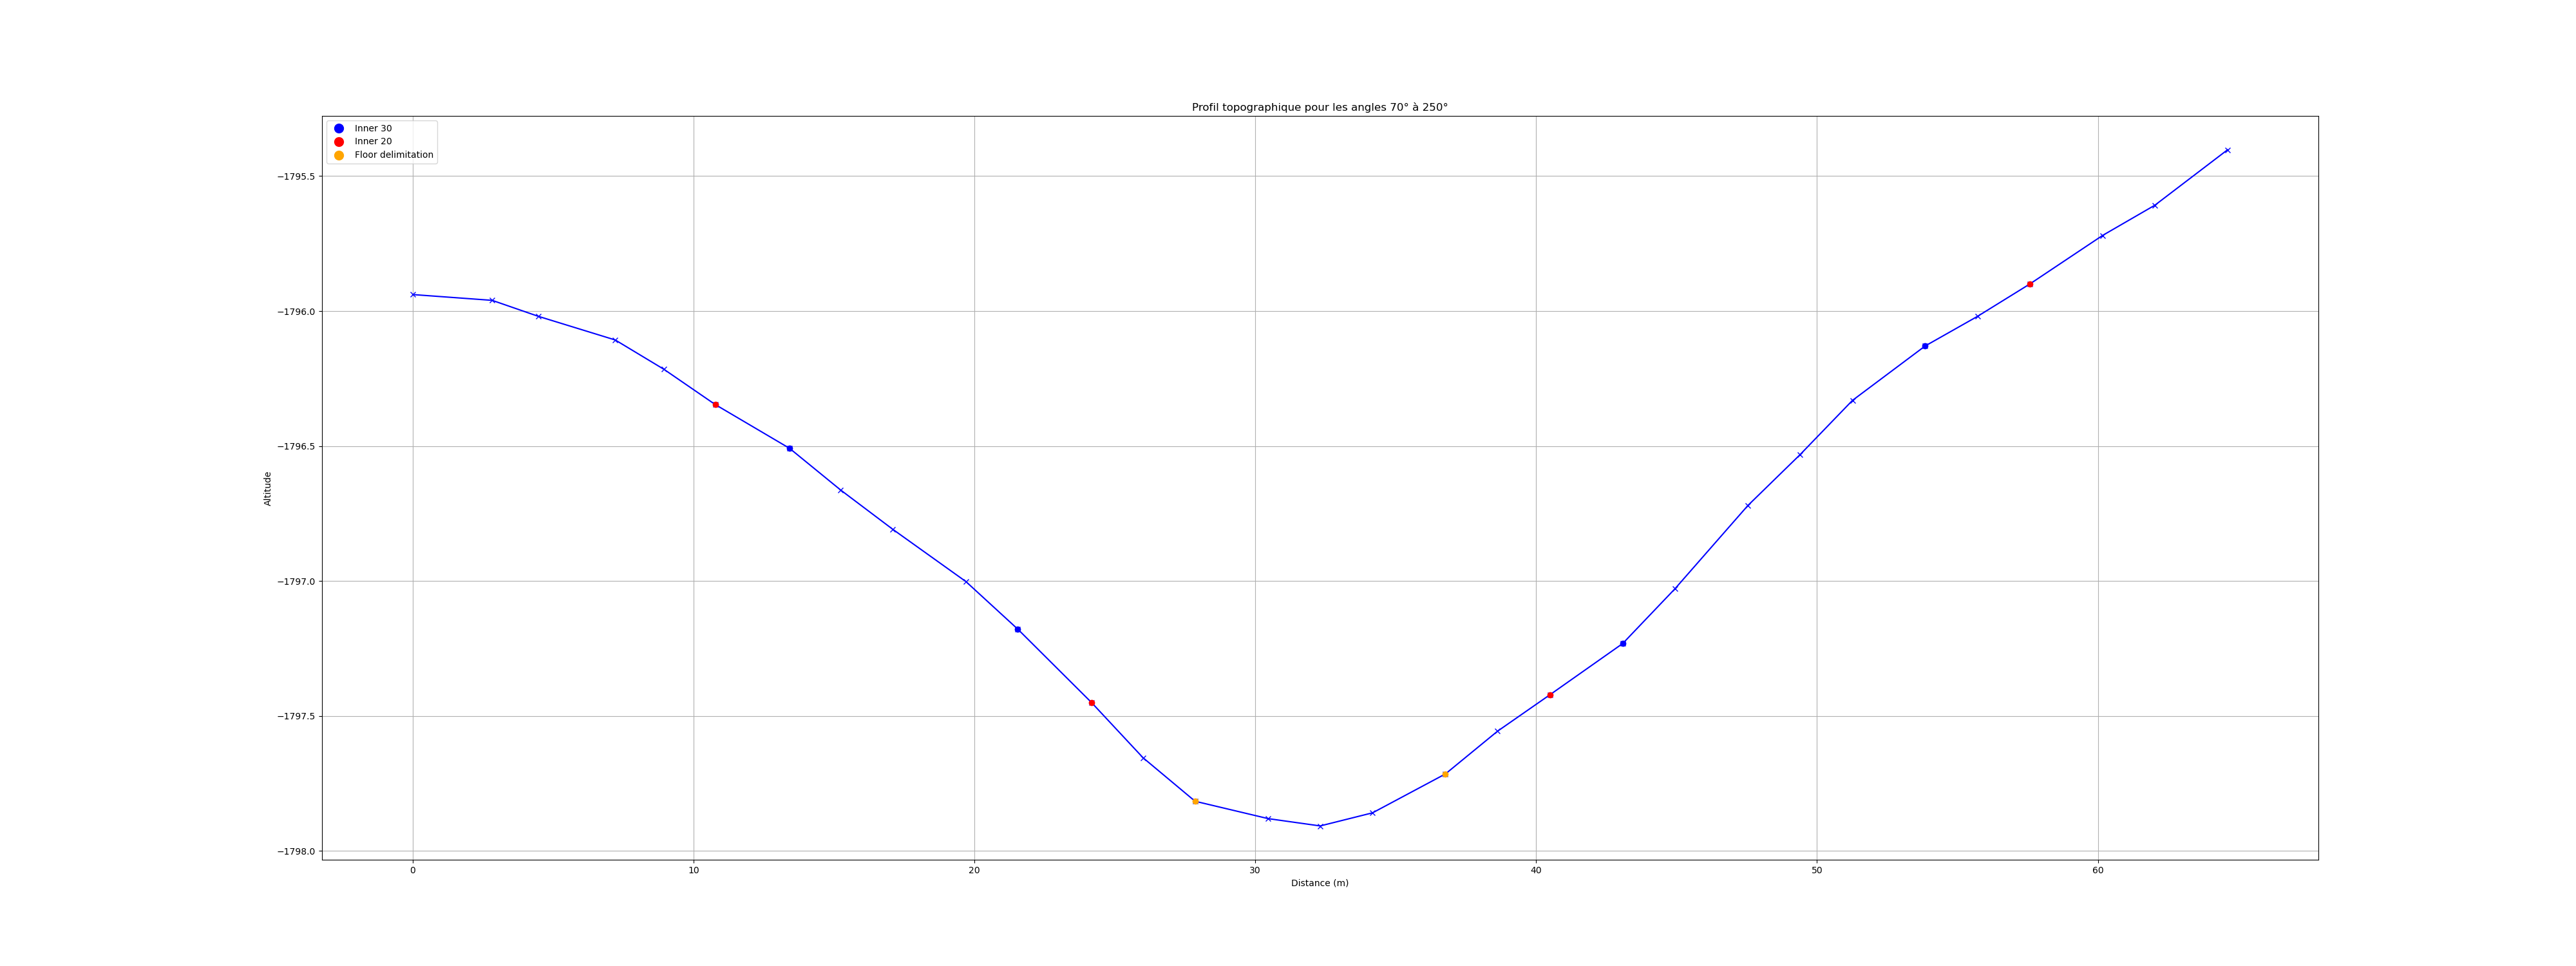 Profil topographique pour les angles 70° à 250°
Inner 30
Inner 20
Floor delimitation
−1795.5
−1796.0
−1796.5
−1797.0
−1797.5
−1798.0
Altitude
0 10 20 30 40 50 60
Distance (m)